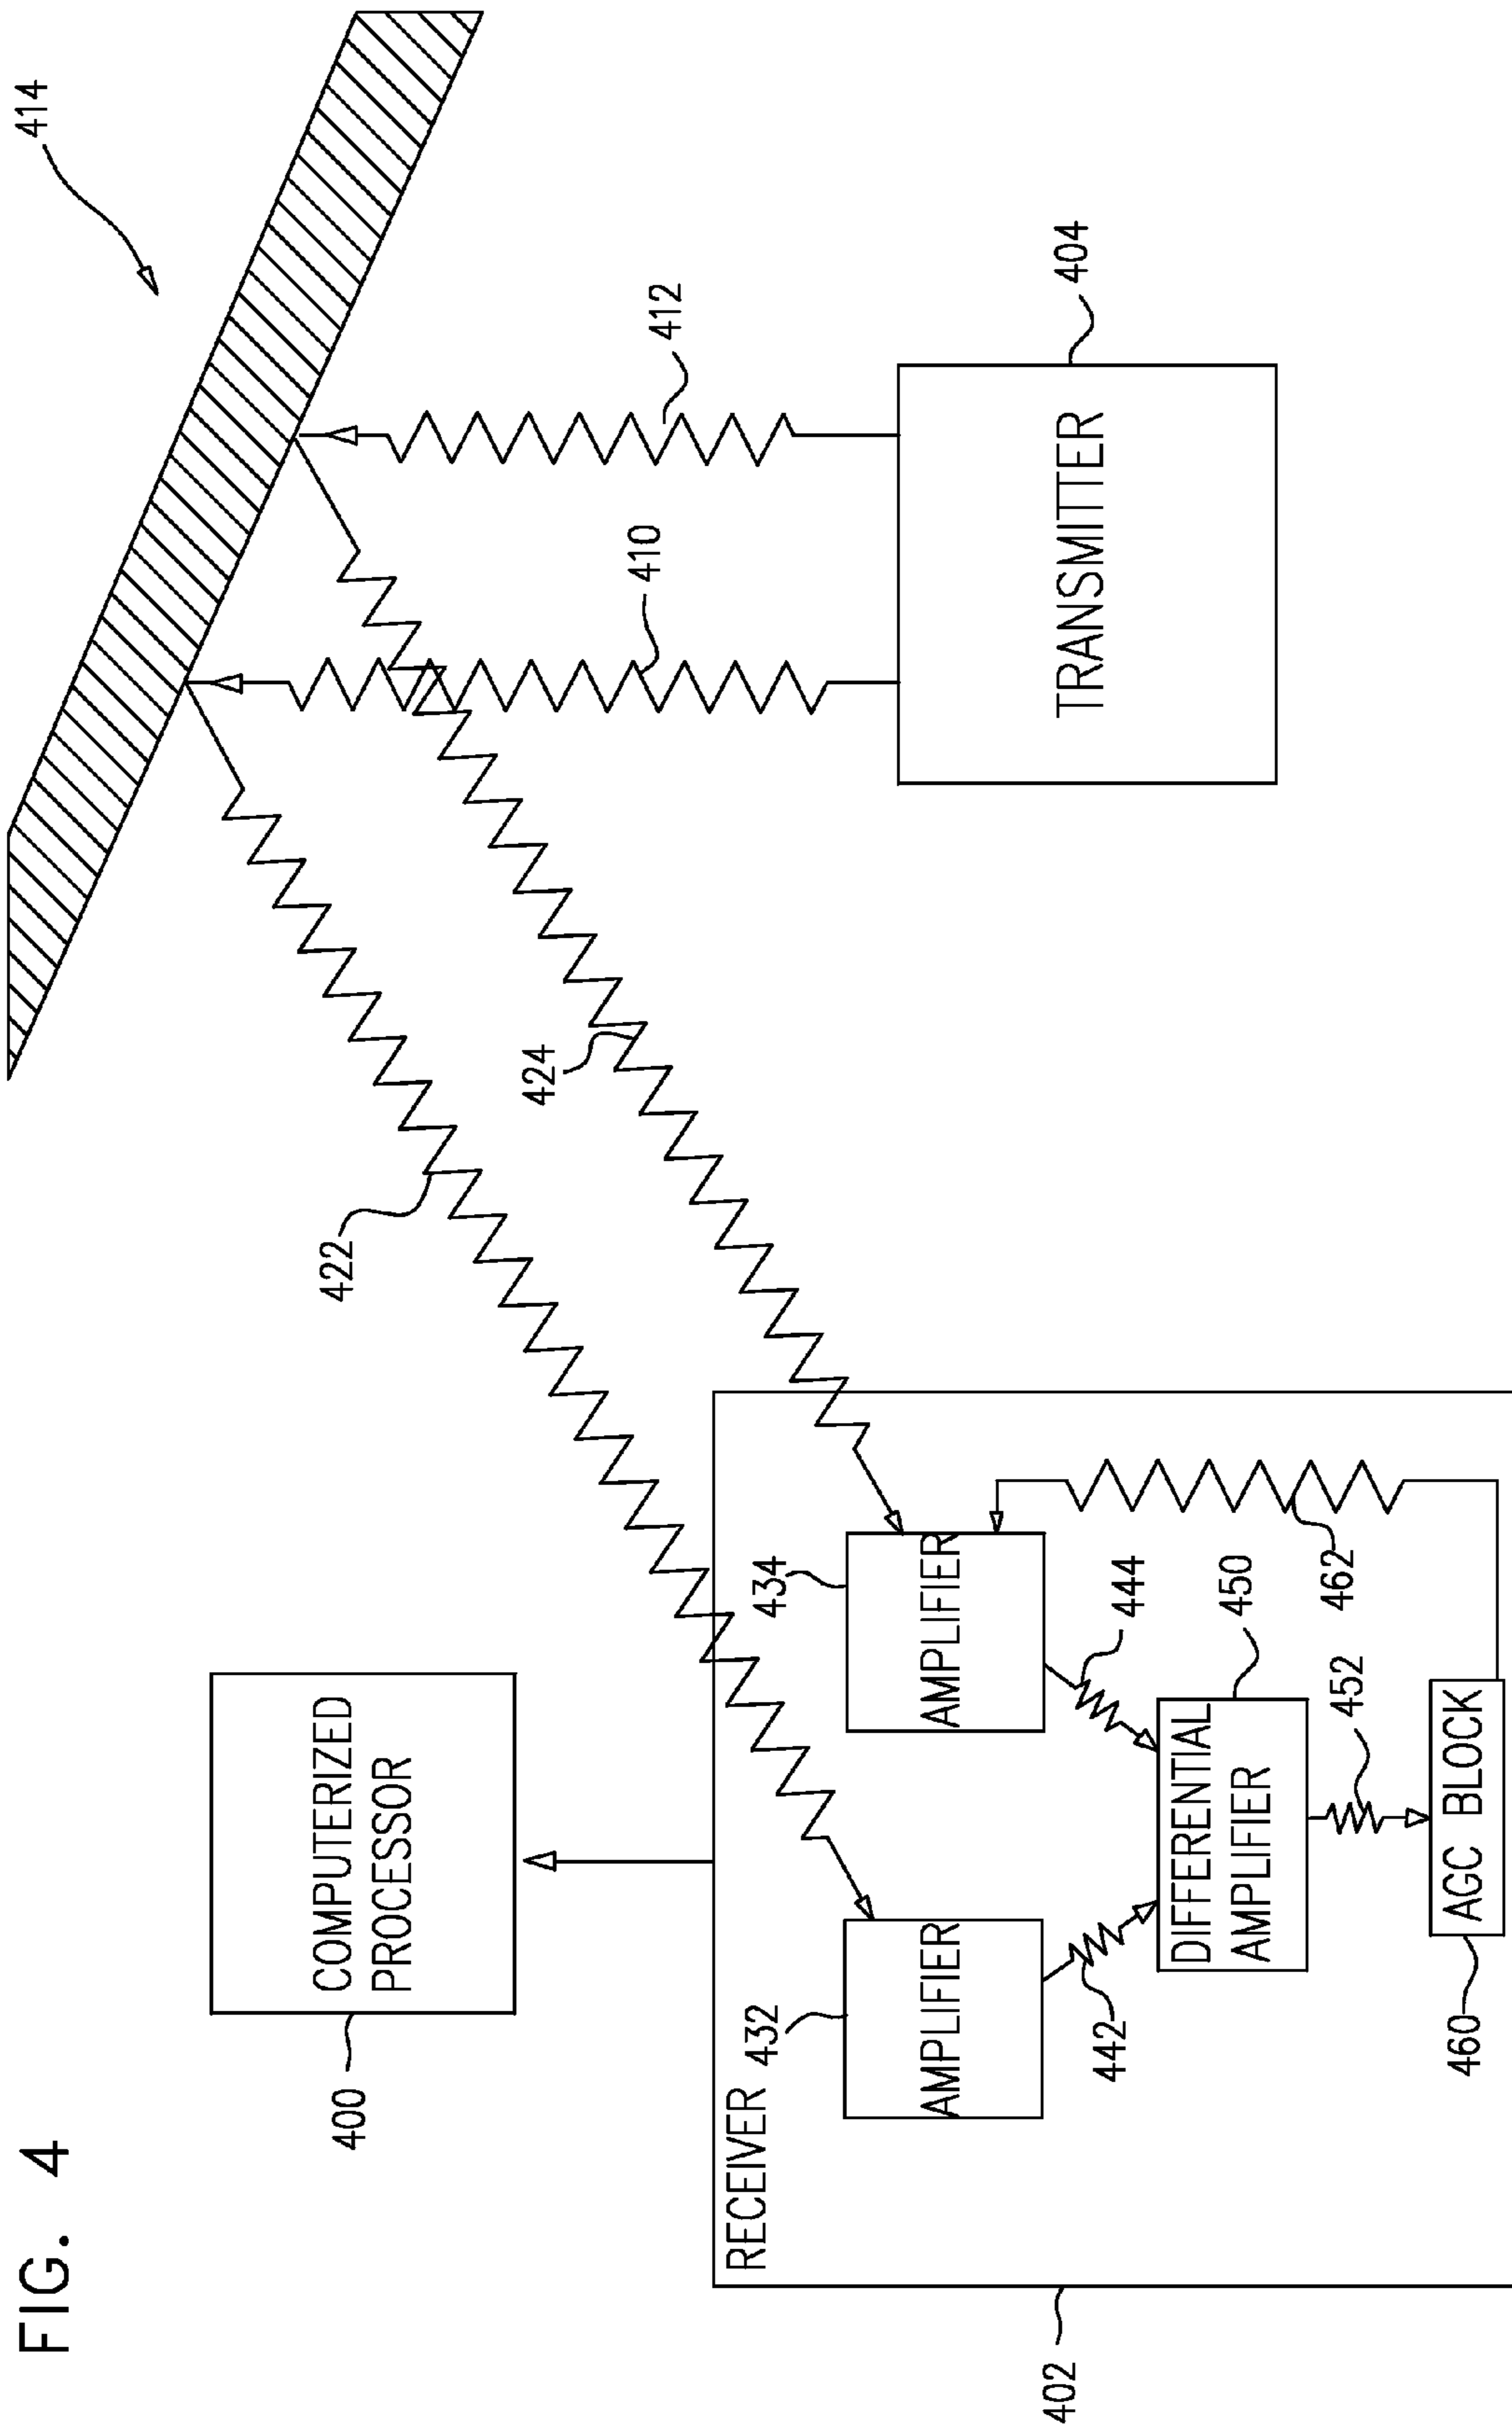 FIG. 4
414
412
410
404
TRANSMITTER
422
424
COMPUTERIZED
PROCESSOR
400
RECEIVER
402
432
AMPLIFIER
434
AMPLIFIER
442
444
DIFFERENTIAL
AMPLIFIER
450
452
462
AGC BLOCK
460